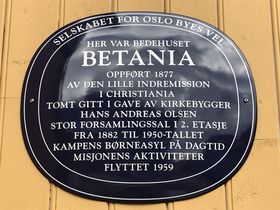 SELSKABET FOR OSLO BYES VEL
HER VAR BEDEHUSET
BETANIA
OPPFØRT 1877
AV DEN LILLE INDREMISSION
I CHRISTIANIA
TOMT GITT I GAVE AV KIRKEBYGGER
HANS ANDREAS OLSEN
STOR FORSAMLINGSSAL I 2. ETASJE
FRA 1882 TIL 1950-TALLET
KAMPENS BØRNEASYL PÅ DAGTID
MISJONENS AKTIVITETER
FLYTTET 1959